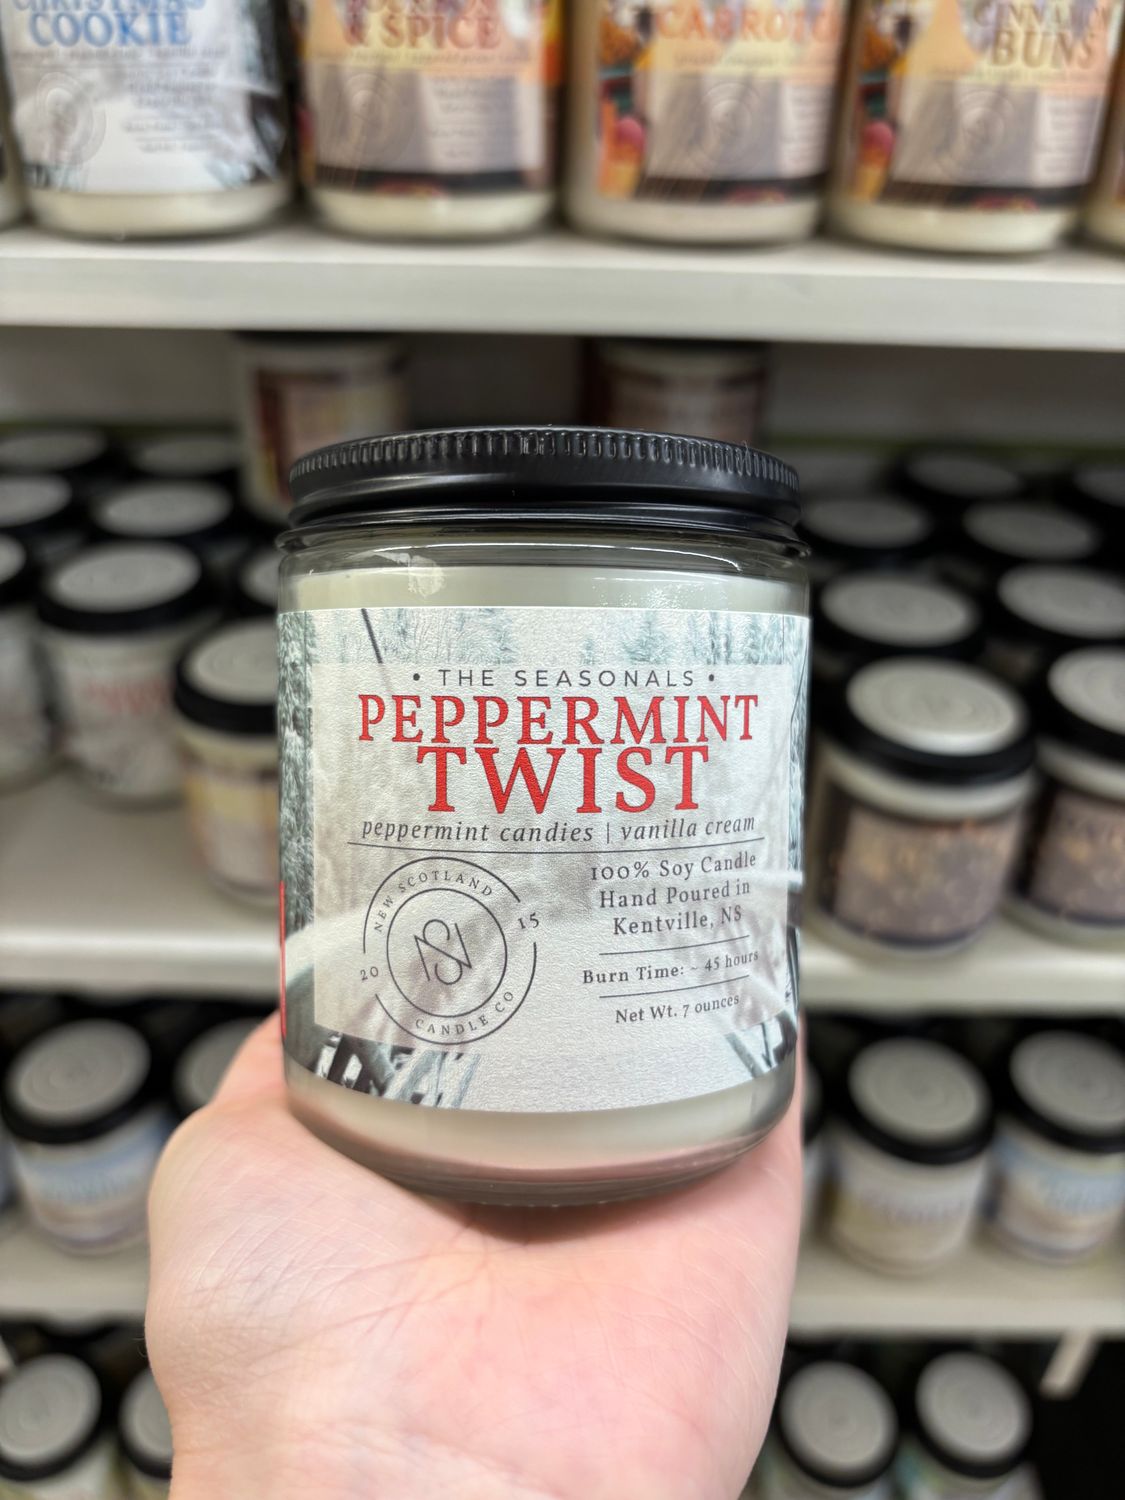 CHRISTMAS
COOKIE
& SPICE
CINNAMON
BUNS
• THE SEASONALS •
PEPPERMINT
TWIST
peppermint candies | vanilla cream
NEW SCOTLAND
20 15
SN
CANDLE CO
100% Soy Candle
Hand Poured in
Kentville, NS
Burn Time: ~ 45 hours
Net Wt. 7 ounces